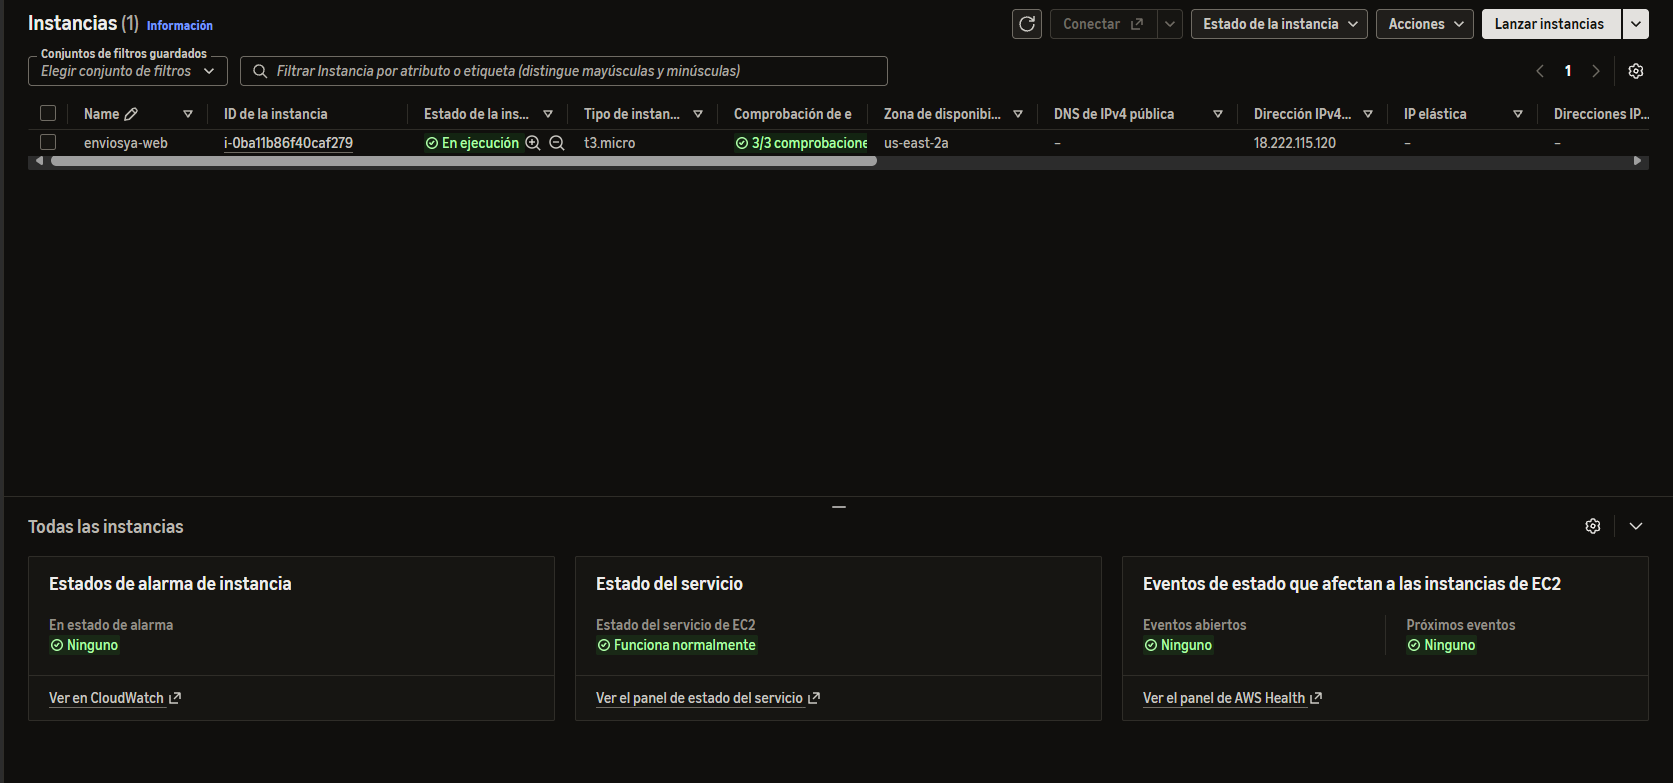 Instancias (1) Información
Conectar
Estado de la instancia
Acciones
Lanzar instancias
Conjuntos de filtros guardados
Elegir conjunto de filtros
Filtrar Instancia por atributo o etiqueta (distingue mayúsculas y minúsculas)
1
Name ID de la instancia Estado de la ins... Tipo de instan... Comprobación de e Zona de disponibi... DNS de IPv4 pública Dirección IPv4... IP elástica Direcciones IP...
enviosya-web i-0ba11b86f40caf279 En ejecución t3.micro 3/3 comprobacione us-east-2a – 18.222.115.120 – –
Todas las instancias
Estados de alarma de instancia
En estado de alarma
Ninguno
Ver en CloudWatch
Estado del servicio
Estado del servicio de EC2
Funciona normalmente
Ver el panel de estado del servicio
Eventos de estado que afectan a las instancias de EC2
Eventos abiertos Próximos eventos
Ninguno Ninguno
Ver el panel de AWS Health